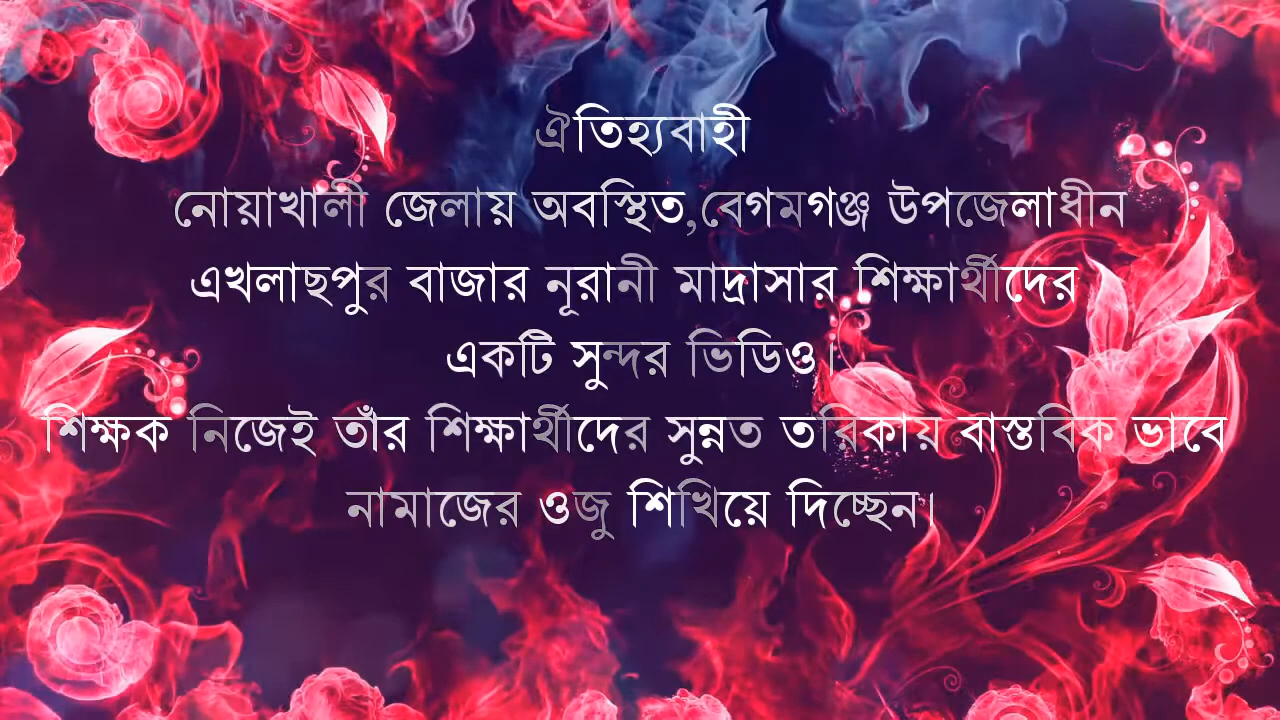 ঐতিহ্যবাহী
নোয়াখালী জেলায় অবস্থিত,বেগমগঞ্জ উপজেলাধীন
এখলাছপুর বাজার নূরানী মাদ্রাসার শিক্ষার্থীদের
একটি সুন্দর ভিডিও।
শিক্ষক নিজেই তাঁর শিক্ষার্থীদের সুন্নত তরিকায় বাস্তবিক ভাবে
নামাজের ওজু শিখিয়ে দিচ্ছেন।